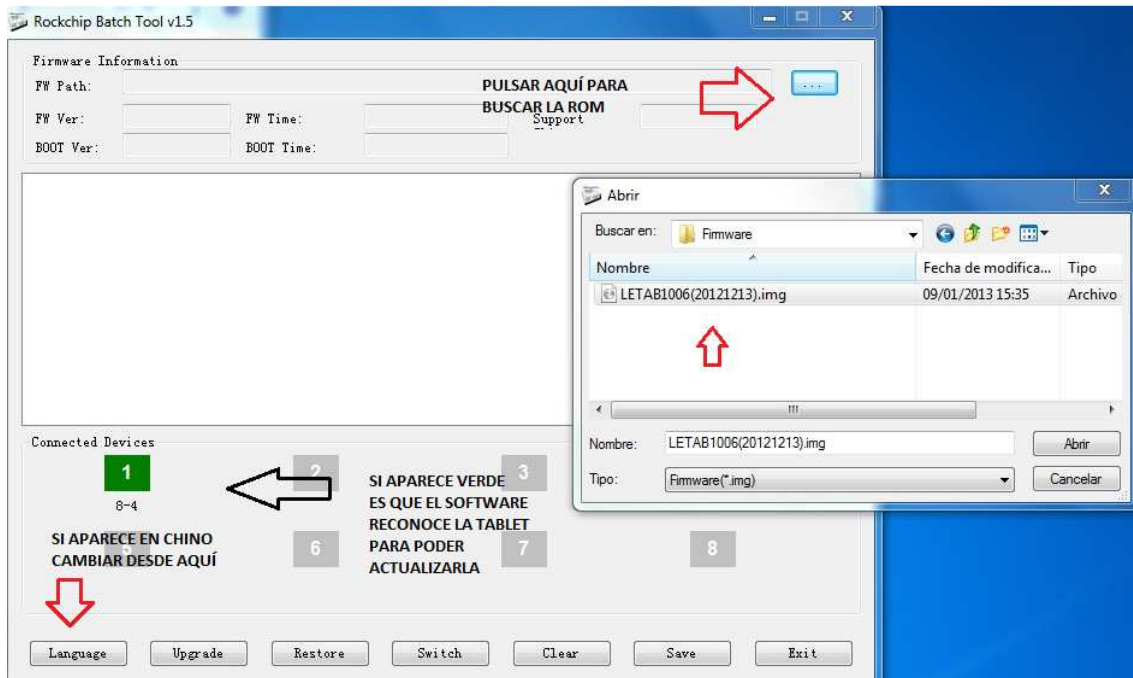 Rockchip Batch Tool v1.5
Firmware Information
FW Path:
PULSAR AQUÍ PARA
BUSCAR LA ROM
...
FW Ver:
FW Time:
Support
BOOT Ver:
BOOT Time:
Abrir
Buscar en:
Firmware
Nombre
Fecha de modifica...
Tipo
LETAB1006(20121213).img
09/01/2013 15:35
Archivo
Nombre:
LETAB1006(20121213).img
Abrir
Tipo:
Firmware(*.img)
Cancelar
Connected Devices
1
2
3
8-4
SI APARECE VERDE
ES QUE EL SOFTWARE
RECONOCE LA TABLET
PARA PODER
ACTUALIZARLA
SI APARECE EN CHINO
CAMBIAR DESDE AQUÍ
5
6
7
8
Language
Upgrade
Restore
Switch
Clear
Save
Exit